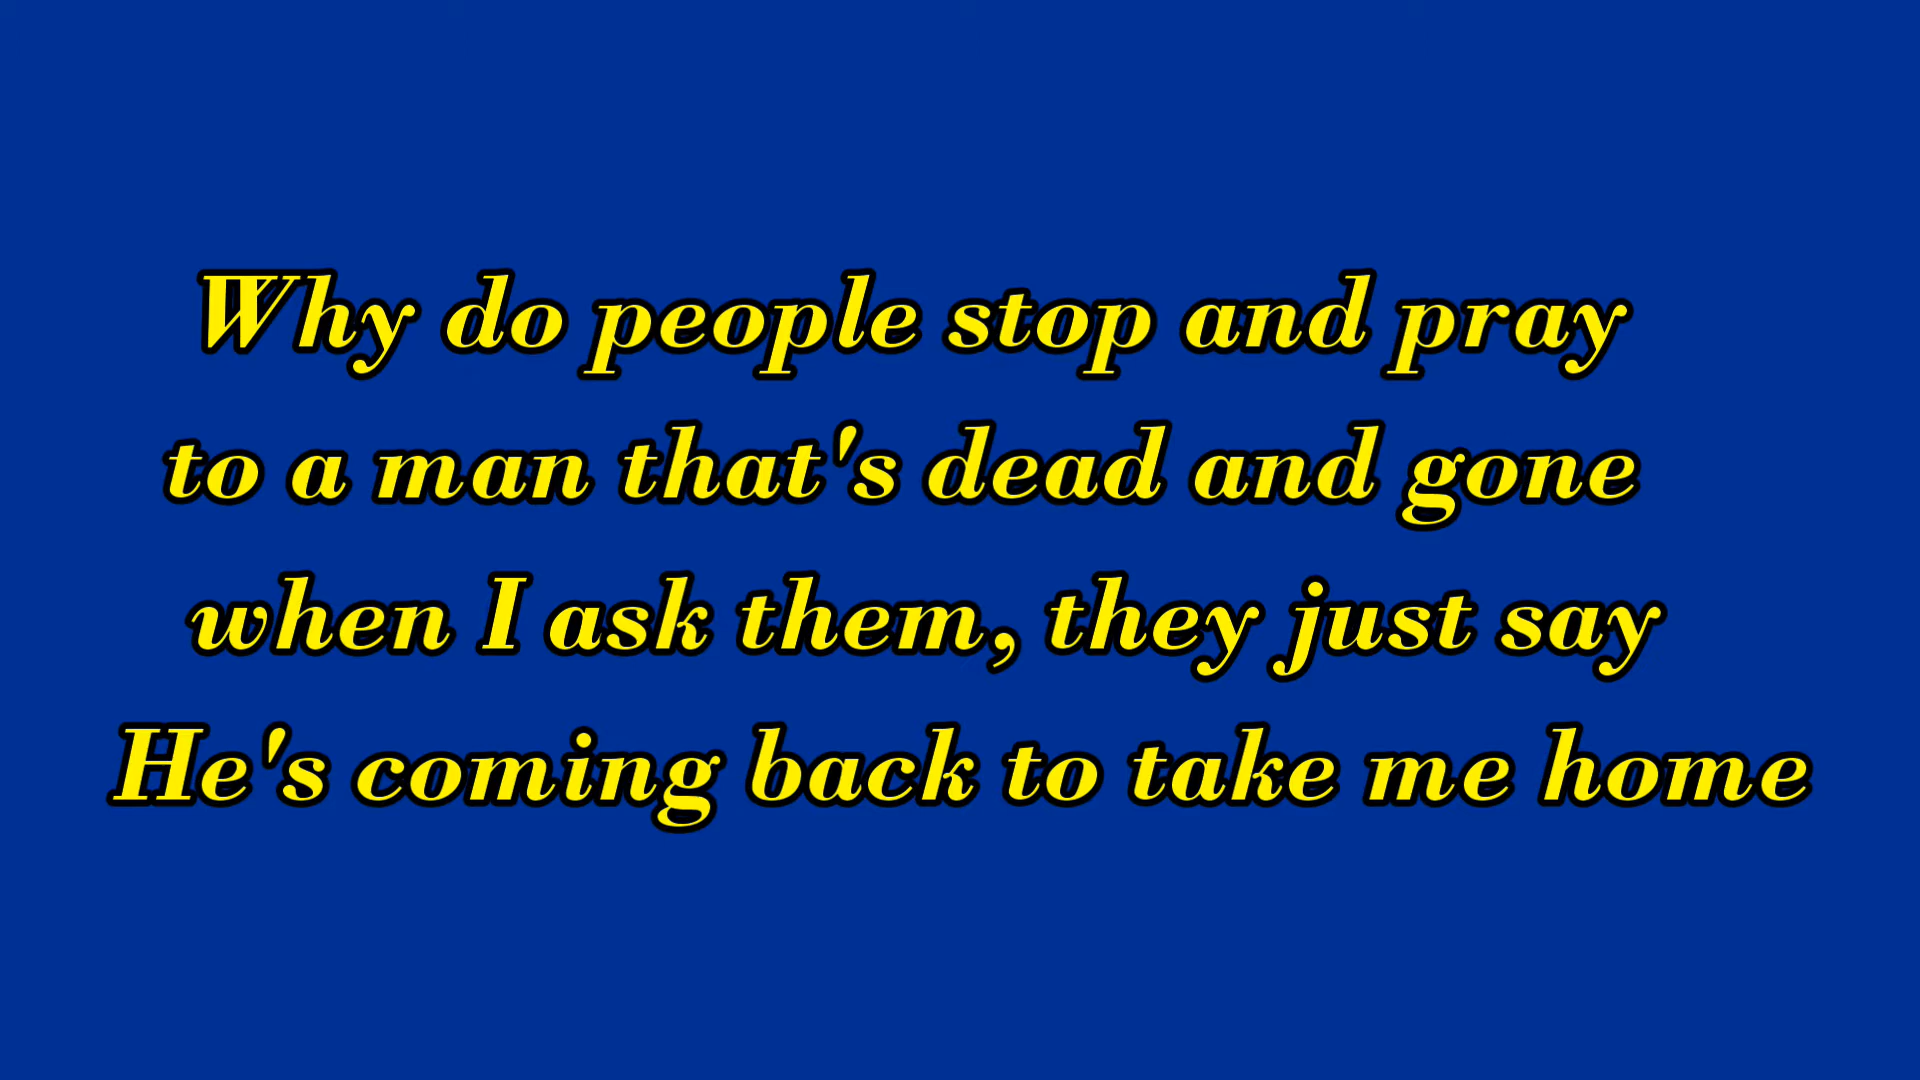 Why do people stop and pray
to a man that's dead and gone
when I ask them, they just say
He's coming back to take me home